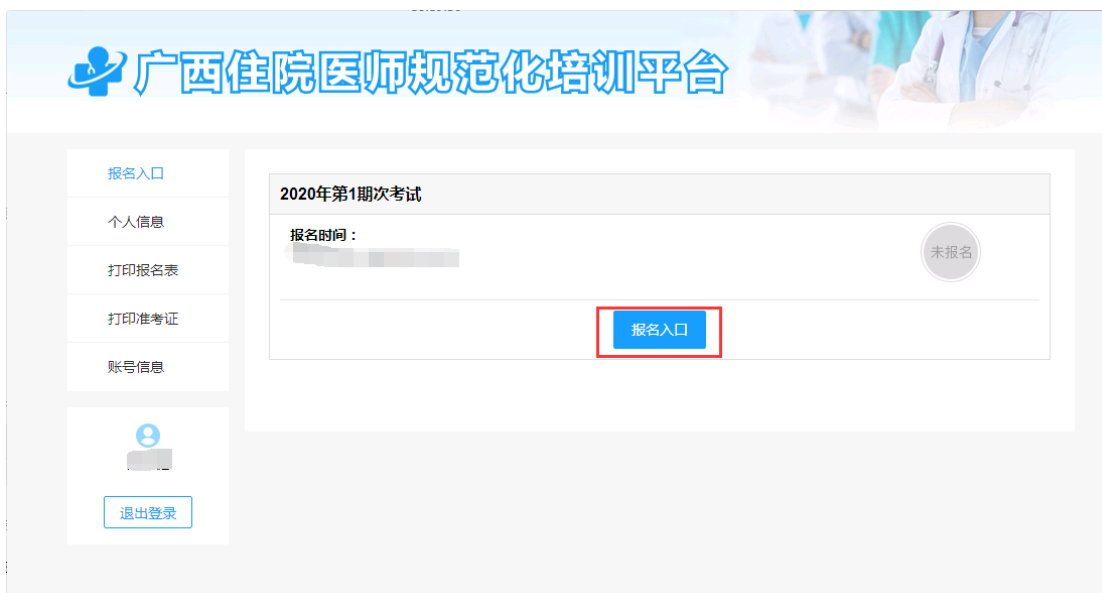 广西住院医师规范化培训平台
报名入口
个人信息
打印报名表
打印准考证
账号信息
退出登录
2020年第1期次考试
报名时间：
未报名
报名入口